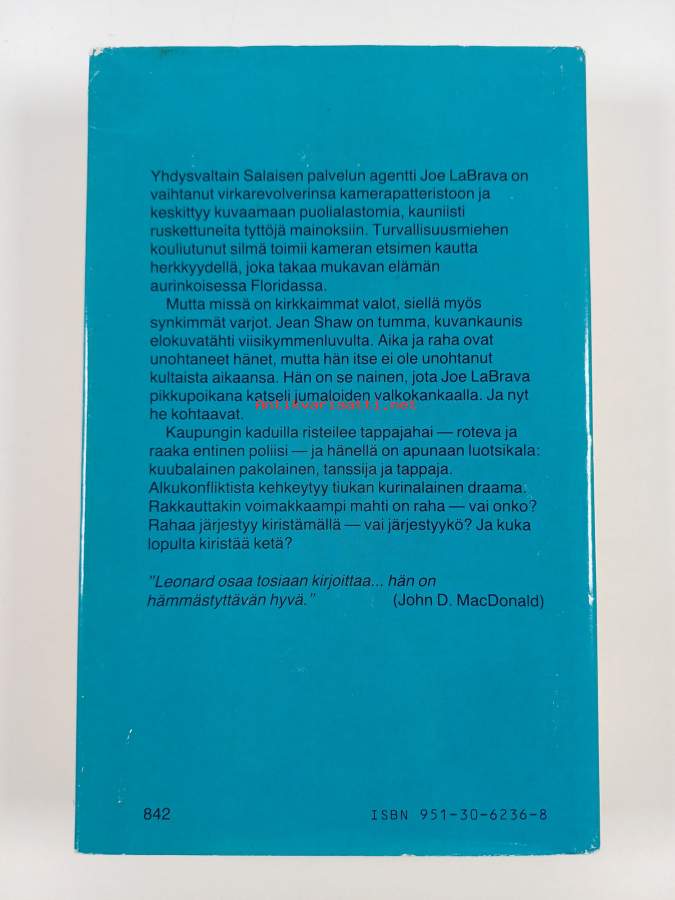 Yhdysvaltain Salaisen palvelun agentti Joe LaBrava on
vaihtanut virkarevolverinsa kamerapatteristoon ja
keskittyy kuvaamaan puolialastomia, kauniisti
ruskettuneita tyttöjä mainoksiin. Turvallisuusmiehen
kouliutunut silmä toimii kameran etsimen kautta
herkkyydellä, joka takaa mukavan elämän
aurinkoisessa Floridassa.
Mutta missä on kirkkaimmat valot, siellä myös
synkimmät varjot. Jean Shaw on tumma, kuvankaunis
elokuvatähti viisikymmenluvulta. Aika ja raha ovat
unohtaneet hänet, mutta hän itse ei ole unohtanut
kultaista aikaansa. Hän on se nainen, jota Joe LaBrava
pikkupoikana katseli jumaloiden valkokankaalla. Ja nyt
he kohtaavat.
Antikvariaatti.net
Kaupungin kaduilla risteilee tappajahai — roteva ja
raaka entinen poliisi — ja hänellä on apunaan luotsikala:
kuubalainen pakolainen, tanssija ja tappaja.
Alkukonfliktista kehkeytyy tiukan kurinalainen draama.
Rakkauttakin voimakkaampi mahti on raha — vai onko?
Rahaa järjestyy kiristämällä — vai järjestyykö? Ja kuka
lopulta kiristää ketä?
"Leonard osaa tosiaan kirjoittaa... hän on
hämmästyttävän hyvä." (John D. MacDonald)
842 ISBN 951-30-6236-8